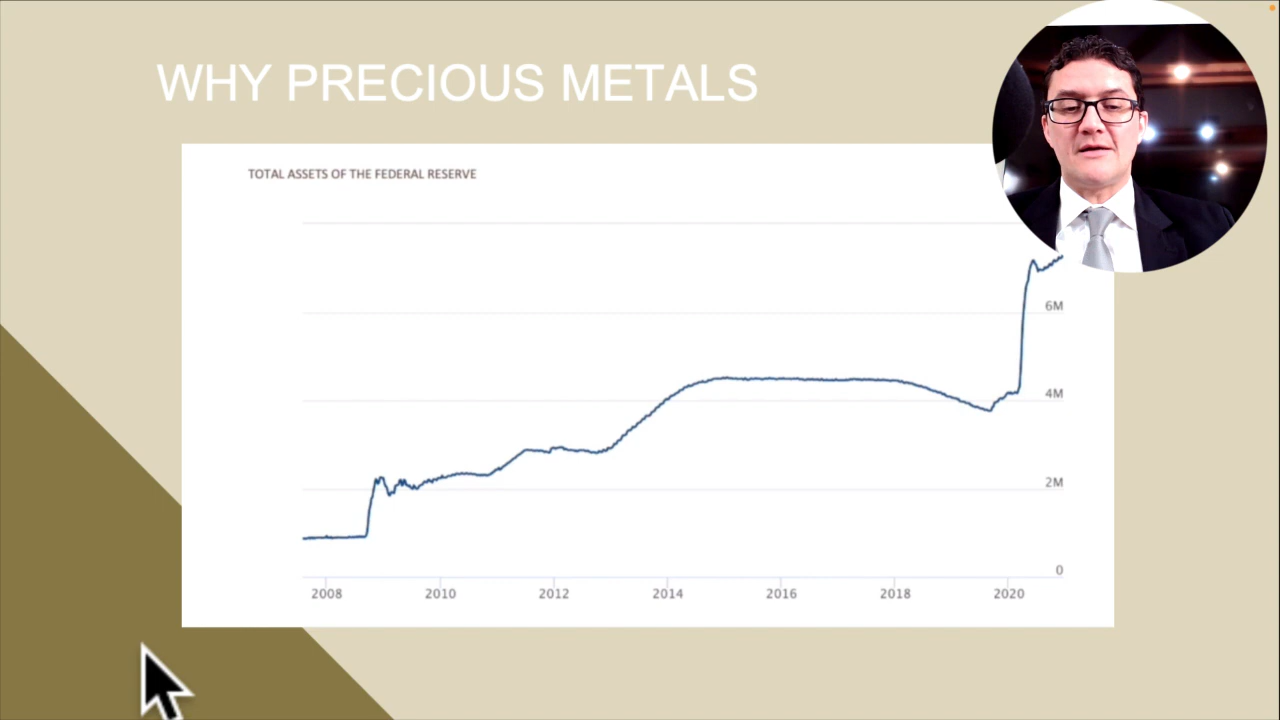 WHY PRECIOUS METALS
TOTAL ASSETS OF THE FEDERAL RESERVE
6M
4M
2M
0
2008 2010 2012 2014 2016 2018 2020